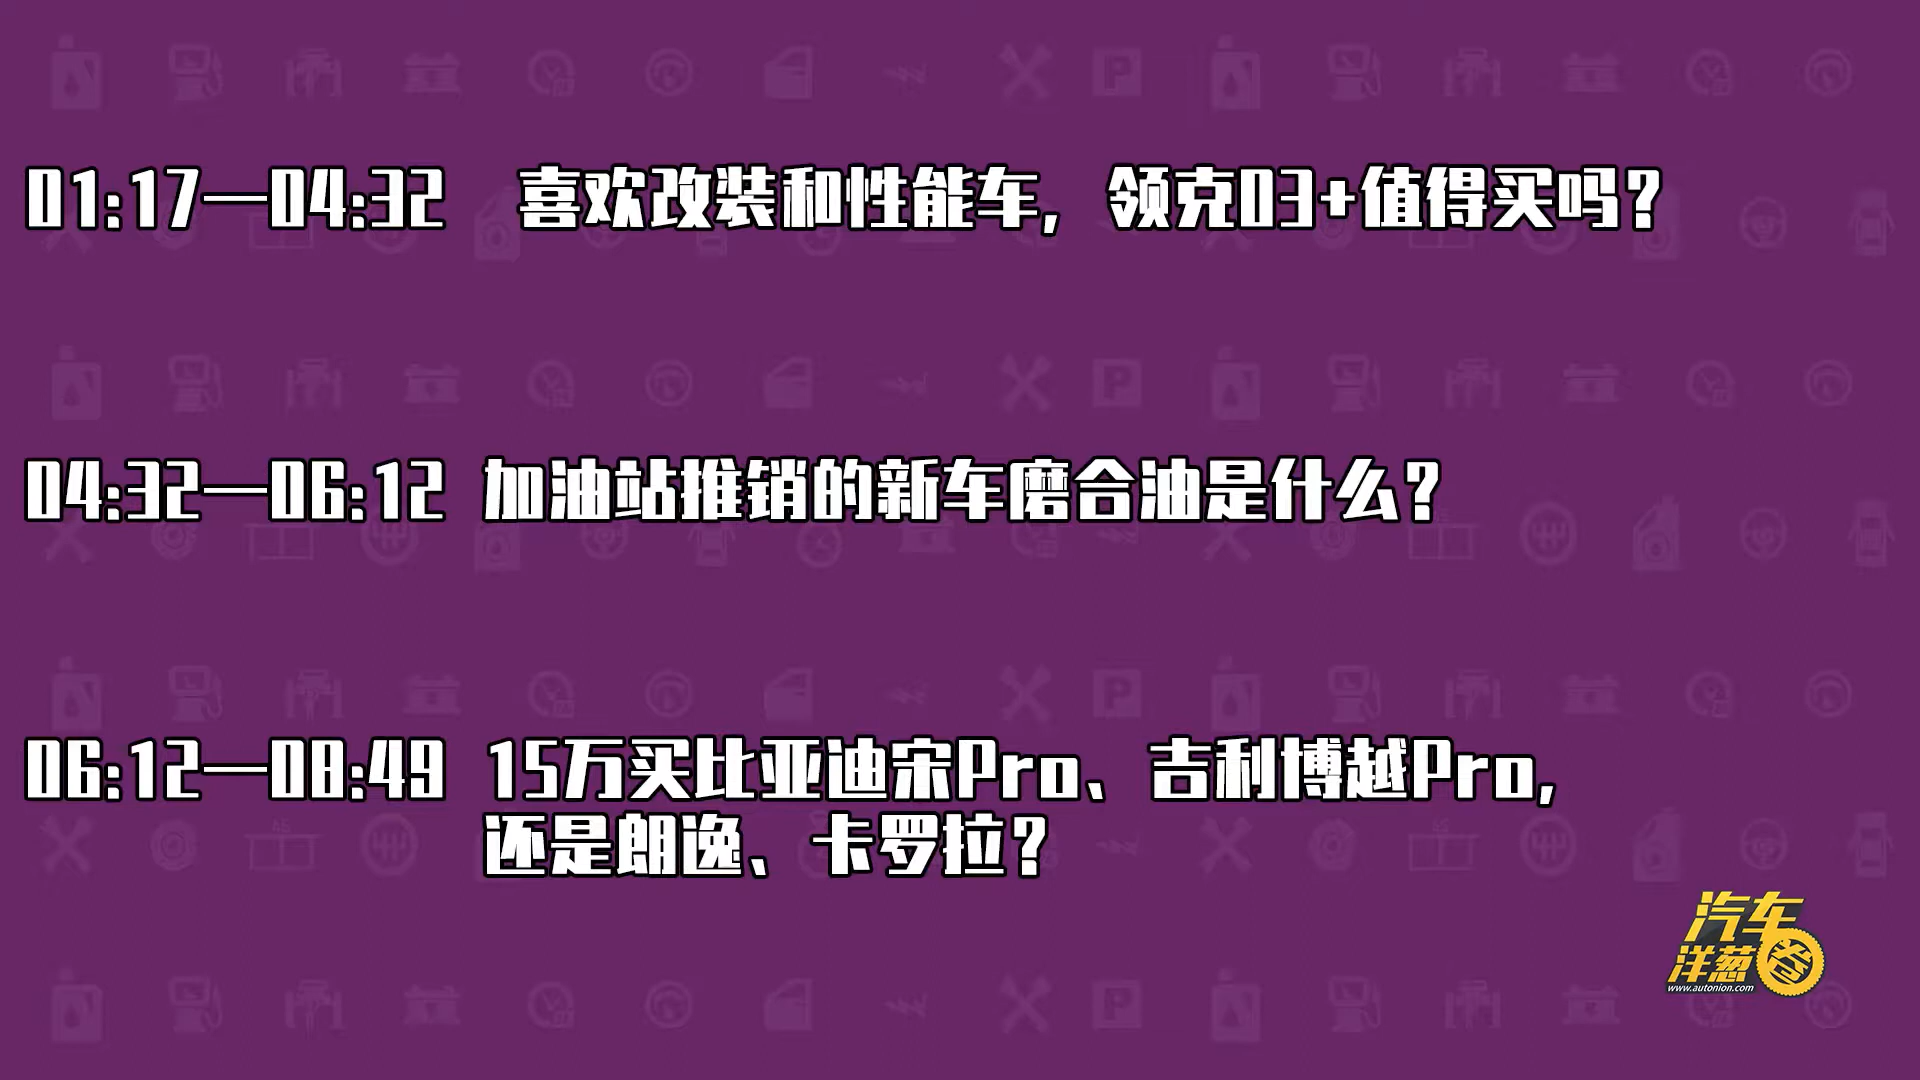 01:17—04:32 喜欢改装和性能车，领克03+值得买吗？
04:32—06:12 加油站推销的新车磨合油是什么？
06:12—08:49 15万买比亚迪宋Pro、吉利博越Pro，
还是朗逸、卡罗拉？
汽车
洋葱圈
www.autonion.com